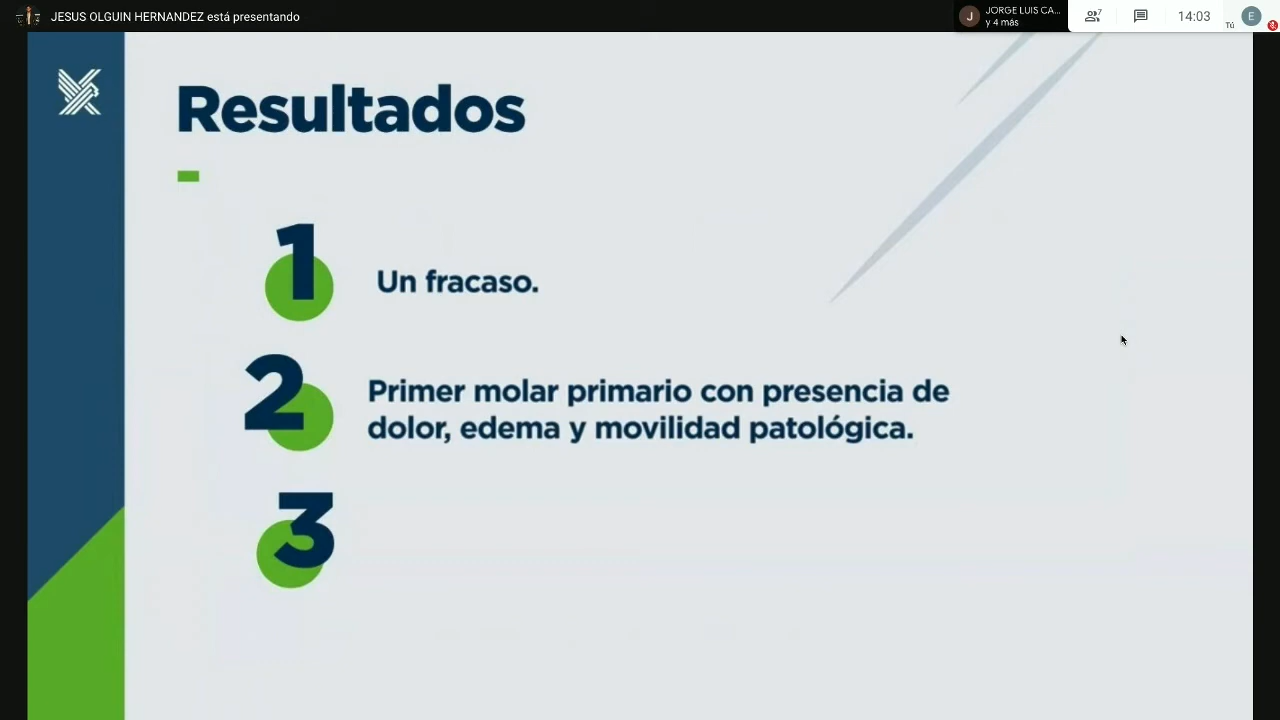 JESUS OLGUIN HERNANDEZ está presentando
J
JORGE LUIS CA...
y 4 más
7
14:03
Tú
E
Resultados
1
Un fracaso.
2
Primer molar primario con presencia de
dolor, edema y movilidad patológica.
3